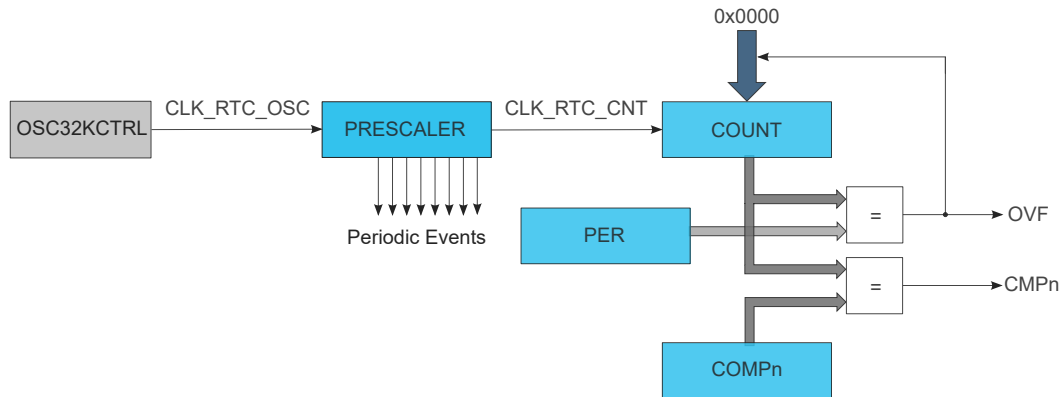 0x0000
CLK_RTC_OSC
CLK_RTC_CNT
OSC32KCTRL
PRESCALER
COUNT
=
OVF
PER
Periodic Events
=
CMPn
COMPn